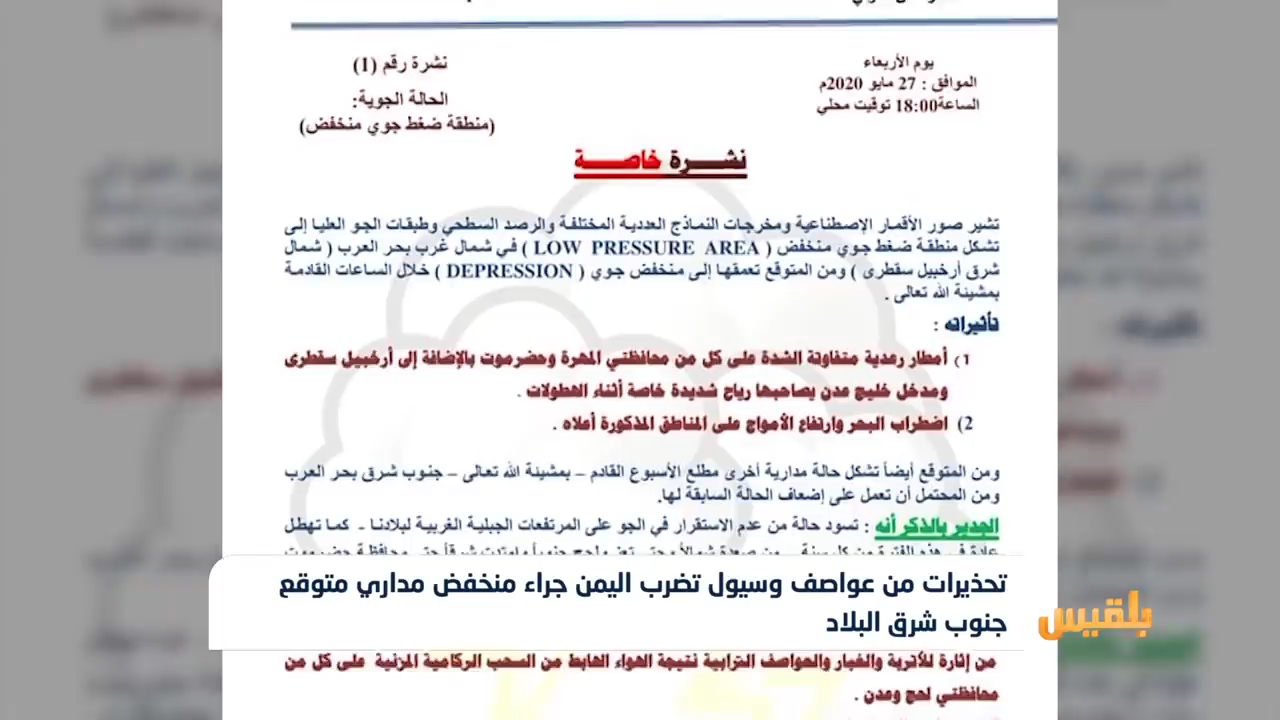 يوم الأربعاء
الموافق : 27 مايو 2020م
الساعة18:00 توقيت محلي
نشرة رقم (1)
الحالة الجوية:
(منطقة ضغط جوي منخفض)
نشـــرة خاصـــة
تشير صور الأقمار الإصطناعية ومخرجات النماذج العددية المختلفة والرصد السطحي وطبقات الجو العليا إلى
تشكل منطقة ضغط جوي منخفض ( LOW PRESSURE AREA ) في شمال غرب بحر العرب ( شمال
شرق أرخبيل سقطرى ) ومن المتوقع تعمقها إلى منخفض جوي ( DEPRESSION ) خلال الساعات القادمة
بمشيئة الله تعالى .
تأثيراته :
1) أمطار رعدية متفاوتة الشدة على كل من محافظتي المهرة وحضرموت بالإضافة إلى أرخبيل سقطرى
ومدخل خليج عدن يصاحبها رياح شديدة خاصة أثناء الهطولات .
2) اضطراب البحر وارتفاع الأمواج على المناطق المذكورة أعلاه .
ومن المتوقع أيضاً تشكل حالة مدارية أخرى مطلع الأسبوع القادم – بمشيئة الله تعالى – جنوب شرق بحر العرب
ومن المحتمل أن تعمل على إضعاف الحالة السابقة لها.
الجدير بالذكر أنه : تسود حالة من عدم الاستقرار في الجو على المرتفعات الجبلية الغربية لبلادنا - كما تهطل
تحذيرات من عواصف وسيول تضرب اليمن جراء منخفض مداري متوقع
جنوب شرق البلاد
بلقيس
من إثارة للأتربة والغبار والعواصف الترابية نتيجة الهواء الهابط من السحب الركامية المزنية على كل من
محافظتي لحج وعدن .